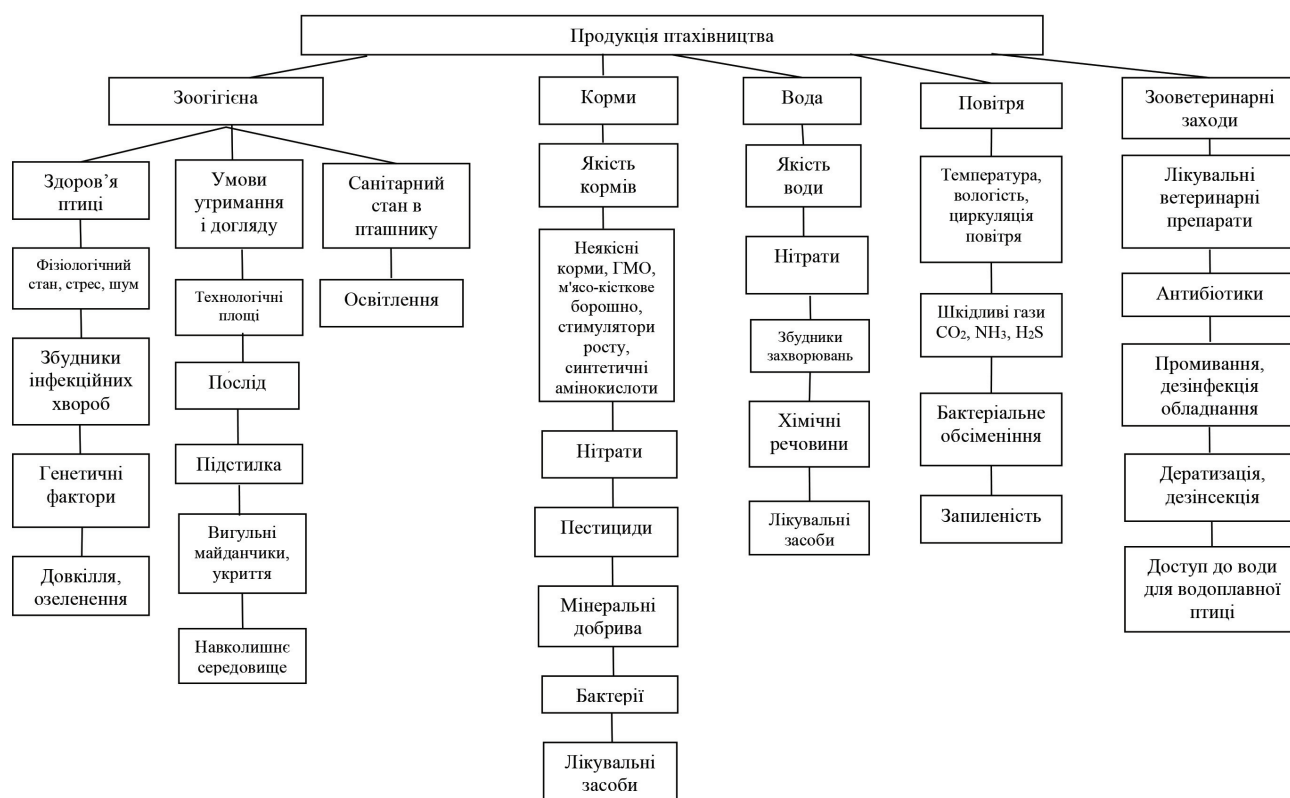 Продукція птахівництва
Зоогігієна
Корми
Вода
Повітря
Зооветеринарні
заходи
Здоров’я
птиці
Умови
утримання
і догляду
Санітарний
стан в
пташнику
Якість
кормів
Якість
води
Температура,
вологість,
циркуляція
повітря
Лікувальні
ветеринарні
препарати
Фізіологічний
стан, стрес, шум
Технологічні
площі
Освітлення
Неякісні
корми, ГМО,
м'ясо-кісткове
борошно,
стимулятори
росту,
синтетичні
амінокислоти
Нітрати
Шкідливі гази
CO₂, NH₃, H₂S
Антибіотики
Збудники
інфекційних
хвороб
Послід
Збудники
захворювань
Промивання,
дезінфекція
обладнання
Генетичні
фактори
Підстилка
Нітрати
Хімічні
речовини
Бактеріальне
обсіменіння
Дератизація,
дезінсекція
Довкілля,
озеленення
Вигульні
майданчики,
укриття
Пестициди
Лікувальні
засоби
Запиленість
Доступ до води
для водоплавної
птиці
Навколишнє
середовище
Мінеральні
добрива
Бактерії
Лікувальні
засоби